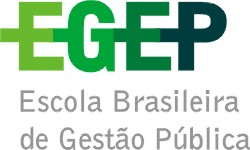 EGEP
Escola Brasileira
de Gestão Pública